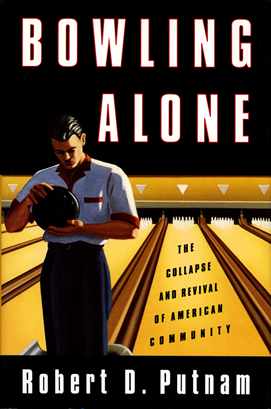 BOWLING
ALONE
THE
COLLAPSE
AND REVIVAL
OF AMERICAN
COMMUNITY
Robert D. Putnam